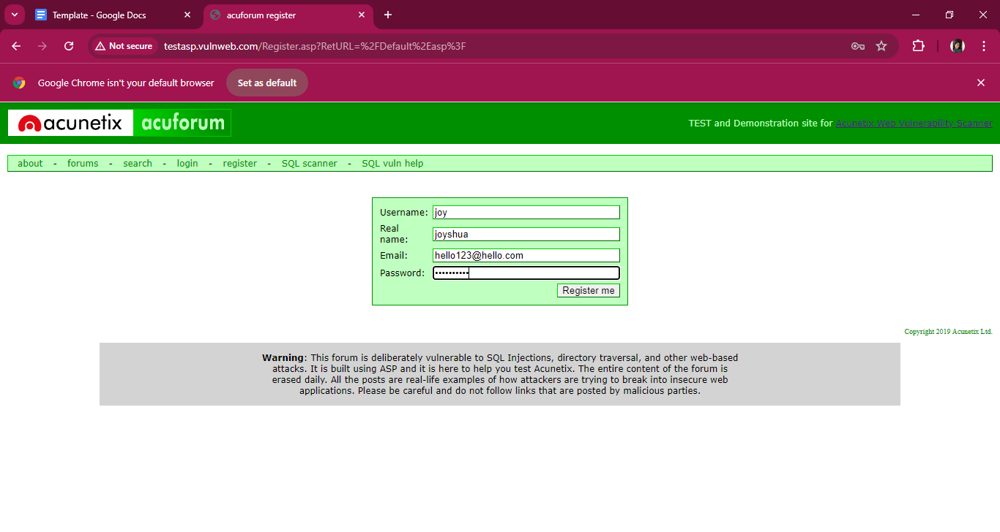 Template - Google Docs
acuforum register
Not secure
testasp.vulnweb.com/Register.asp?RetURL=%2FDefault%2Easp%3F
Google Chrome isn't your default browser
Set as default
acunetix acuforum
TEST and Demonstration site for Acunetix Web Vulnerability Scanner
about - forums - search - login - register - SQL scanner - SQL vuln help
Username: joy
Real
name: joyshua
Email: hello123@hello.com
Password: ••••••••••
Register me
Copyright 2019 Acunetix Ltd.
Warning: This forum is deliberately vulnerable to SQL Injections, directory traversal, and other web-based
attacks. It is built using ASP and it is here to help you test Acunetix. The entire content of the forum is
erased daily. All the posts are real-life examples of how attackers are trying to break into insecure web
applications. Please be careful and do not follow links that are posted by malicious parties.